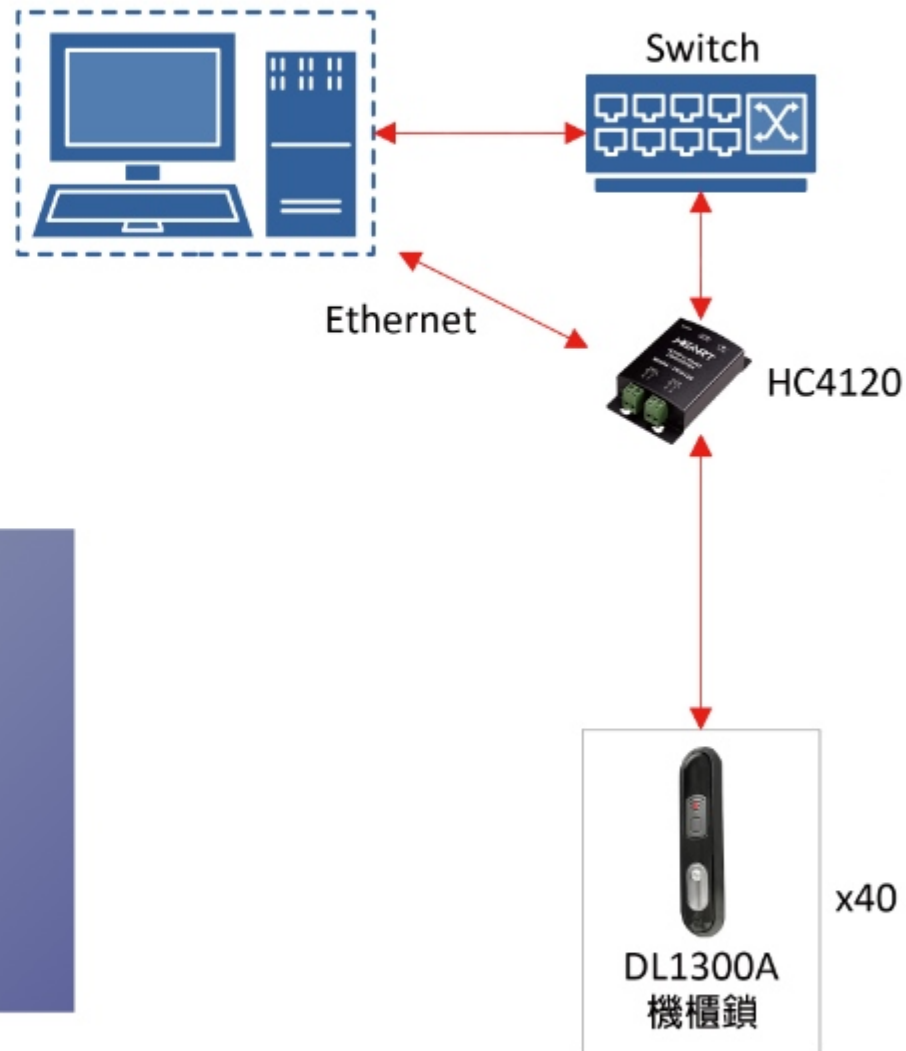 Switch
Ethernet
HC4120
x40
DL1300A
機櫃鎖